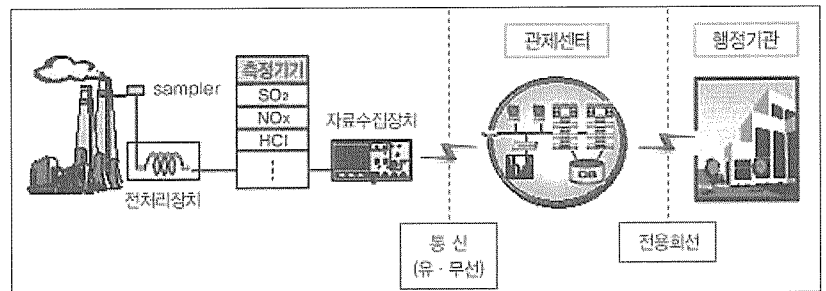 관제센터
행정기관
sampler
전처리장치
측정기기
SO₂
NOx
HCl
자료수집장치
DB
통 신
(유·무선)
전용회선